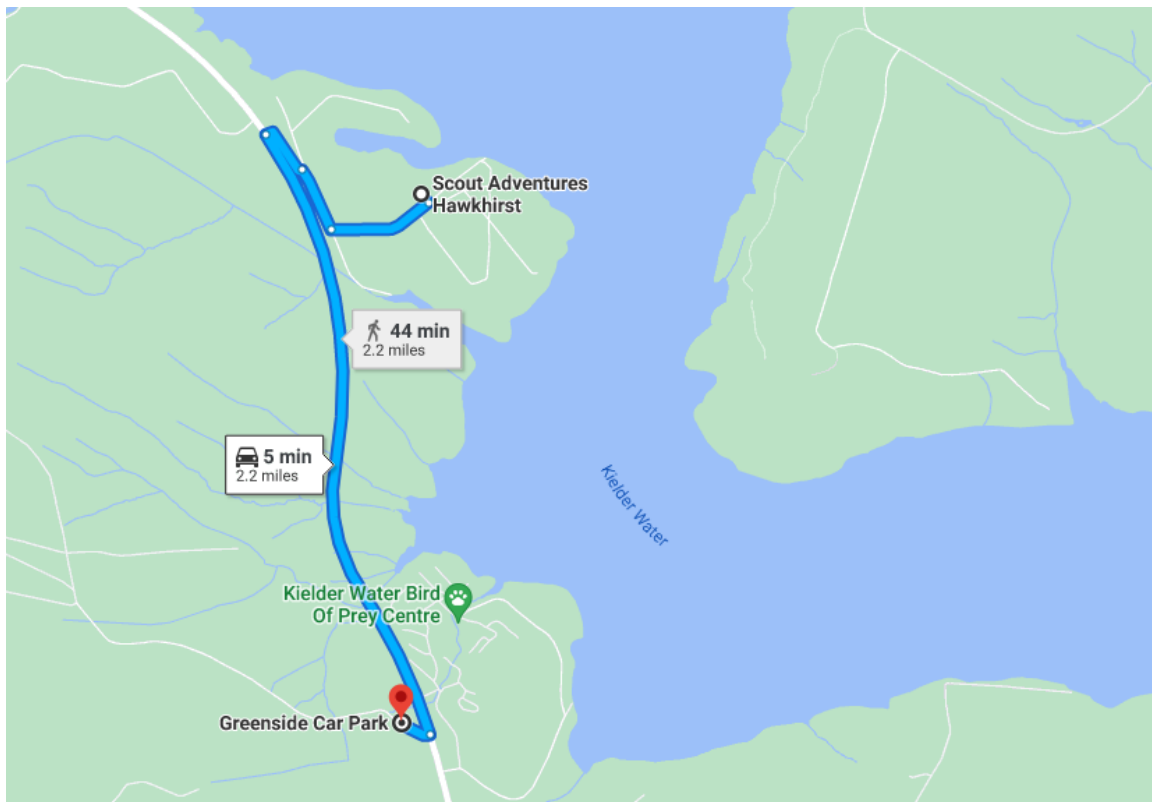 Scout Adventures
Hawkhirst
44 min
2.2 miles
5 min
2.2 miles
Kielder Water
Kielder Water Bird
Of Prey Centre
Greenside Car Park